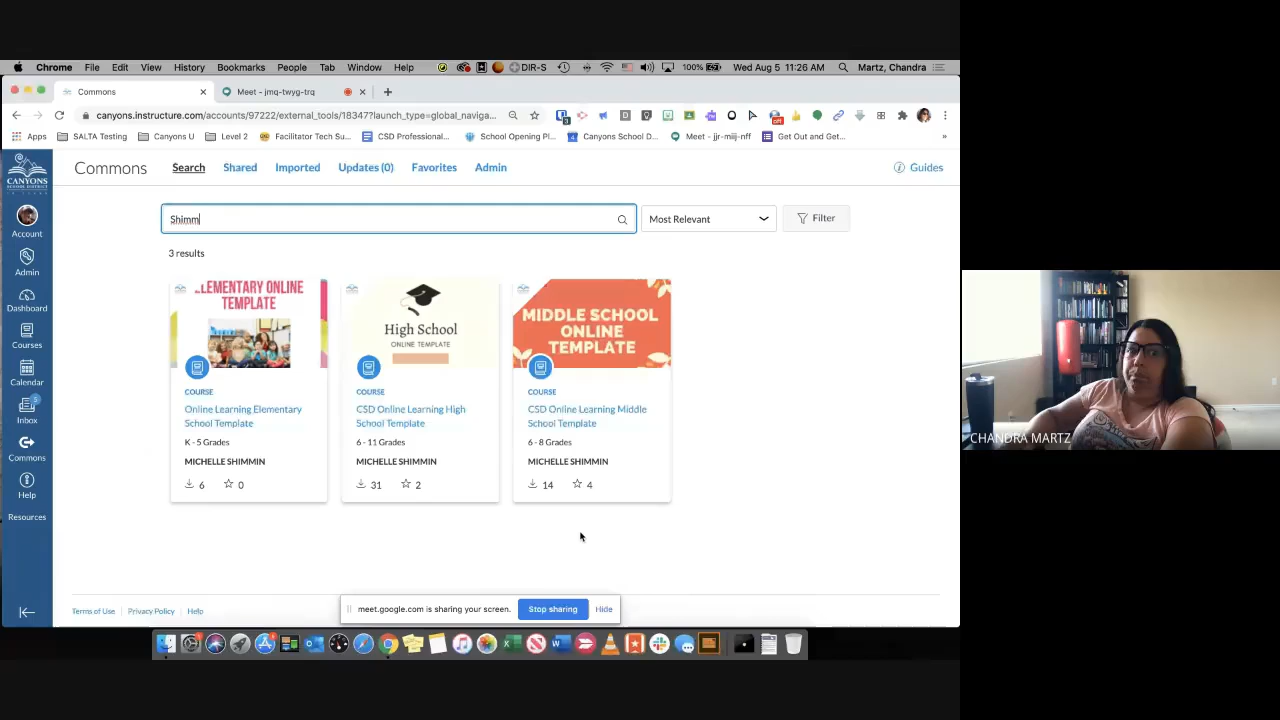 Chrome File Edit View History Bookmarks People Tab Window Help DIR-S 100% Wed Aug 5 11:26 AM Martz, Chandra
Commons Meet - jmq-twyg-trq
canyons.instructure.com/accounts/97222/external_tools/18347?launch_type=global_naviga...
Apps SALTA Testing Canyons U Level 2 Facilitator Tech Su... CSD Professional... School Opening Pl... Canyons School D... Meet - jjr-miij-nff Get Out and Get... »
CANYONS
SCHOOL DISTRICT
Account
Admin
Dashboard
Courses
Calendar
5
Inbox
Commons
Help
Resources
Commons Search Shared Imported Updates (0) Favorites Admin Guides
Shimm Most Relevant Filter
3 results
ELEMENTARY ONLINE
TEMPLATE
COURSE
Online Learning Elementary
School Template
K - 5 Grades
MICHELLE SHIMMIN
6 0
High School
ONLINE TEMPLATE
COURSE
CSD Online Learning High
School Template
6 - 11 Grades
MICHELLE SHIMMIN
31 2
MIDDLE SCHOOL
ONLINE
TEMPLATE
COURSE
CSD Online Learning Middle
School Template
6 - 8 Grades
MICHELLE SHIMMIN
14 4
Terms of Use Privacy Policy Help
meet.google.com is sharing your screen. Stop sharing Hide
CHANDRA MARTZ